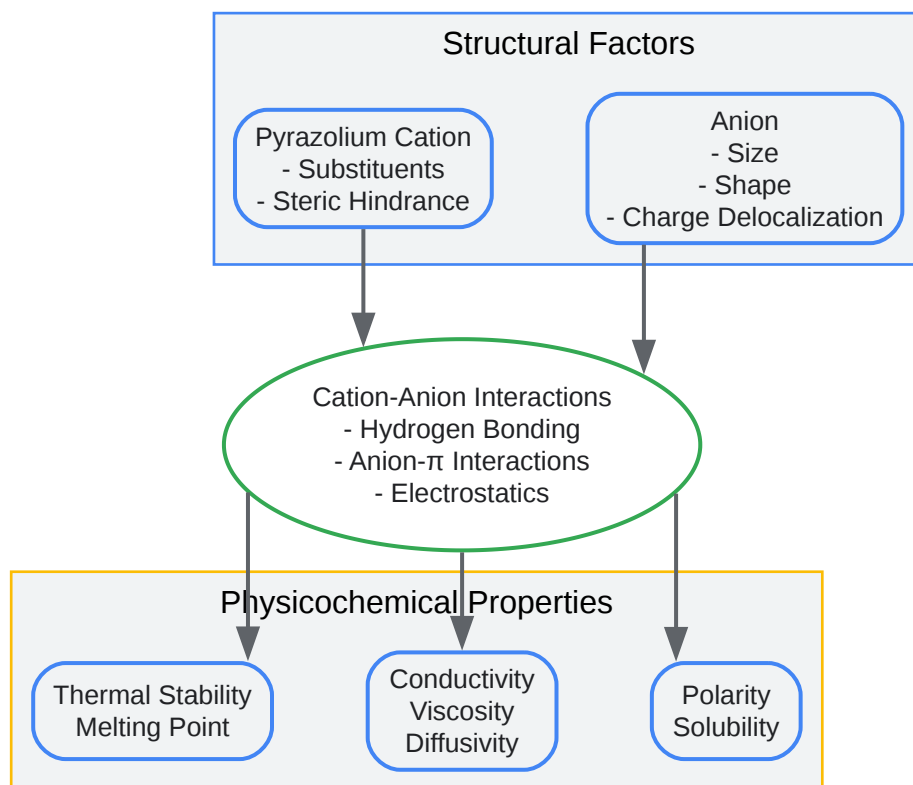 Structural Factors
Pyrazolium Cation
- Substituents
- Steric Hindrance
Anion
- Size
- Shape
- Charge Delocalization
Cation-Anion Interactions
- Hydrogen Bonding
- Anion-π Interactions
- Electrostatics
Physicochemical Properties
Thermal Stability
Melting Point
Conductivity
Viscosity
Diffusivity
Polarity
Solubility